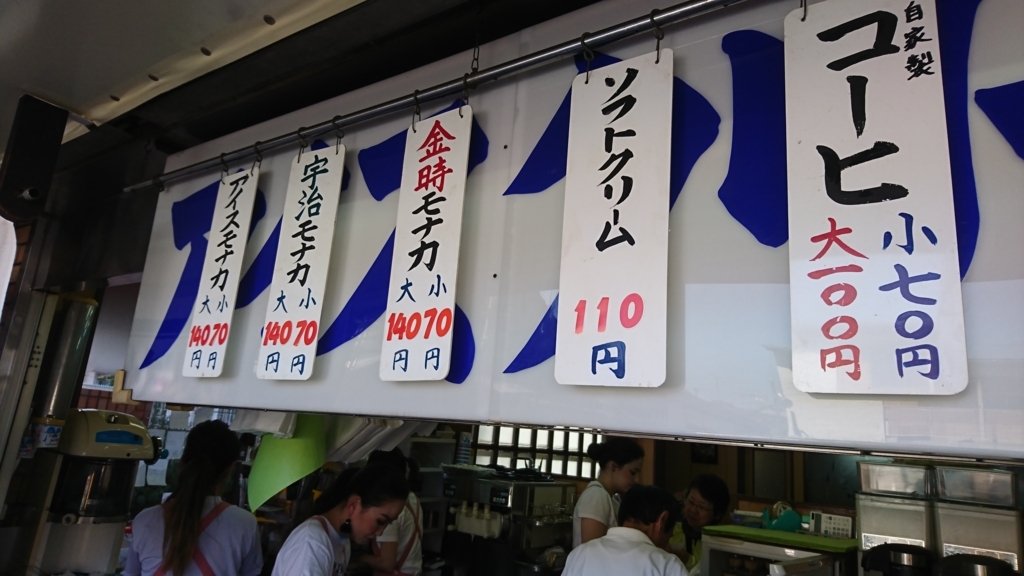 自家製
コーヒ
小七〇円
大一〇〇円
ソフトクリーム
110
円
金時モナカ
小 70 円
大 140 円
宇治モナカ
小 70 円
大 140 円
アイスモナカ
小 70 円
大 140 円